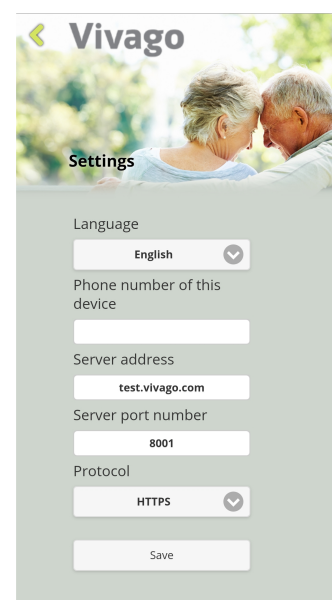 Vivago
Settings
Language
English
Phone number of this
device
Server address
test.vivago.com
Server port number
8001
Protocol
HTTPS
Save